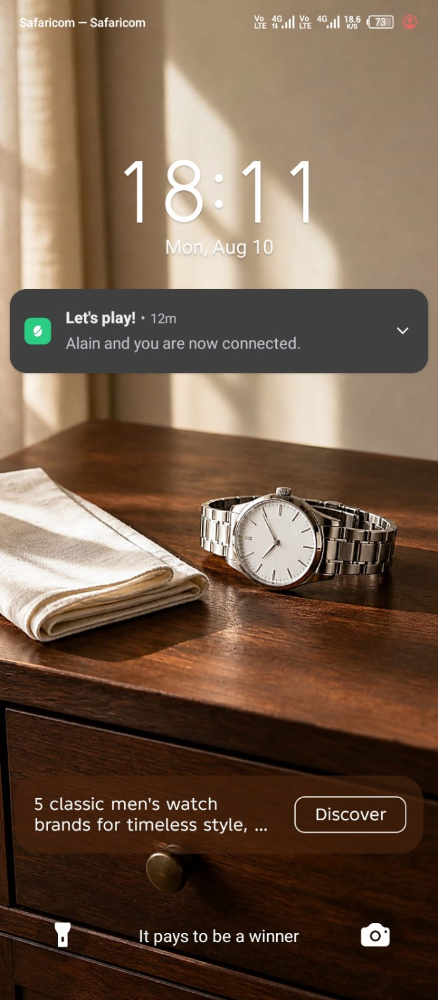 Safaricom — Safaricom
Vo LTE 4G Vo LTE 4G 18.6 K/S 73
18:11
Mon, Aug 10
Let's play! • 12m
Alain and you are now connected.
5 classic men's watch
brands for timeless style, ...
Discover
It pays to be a winner